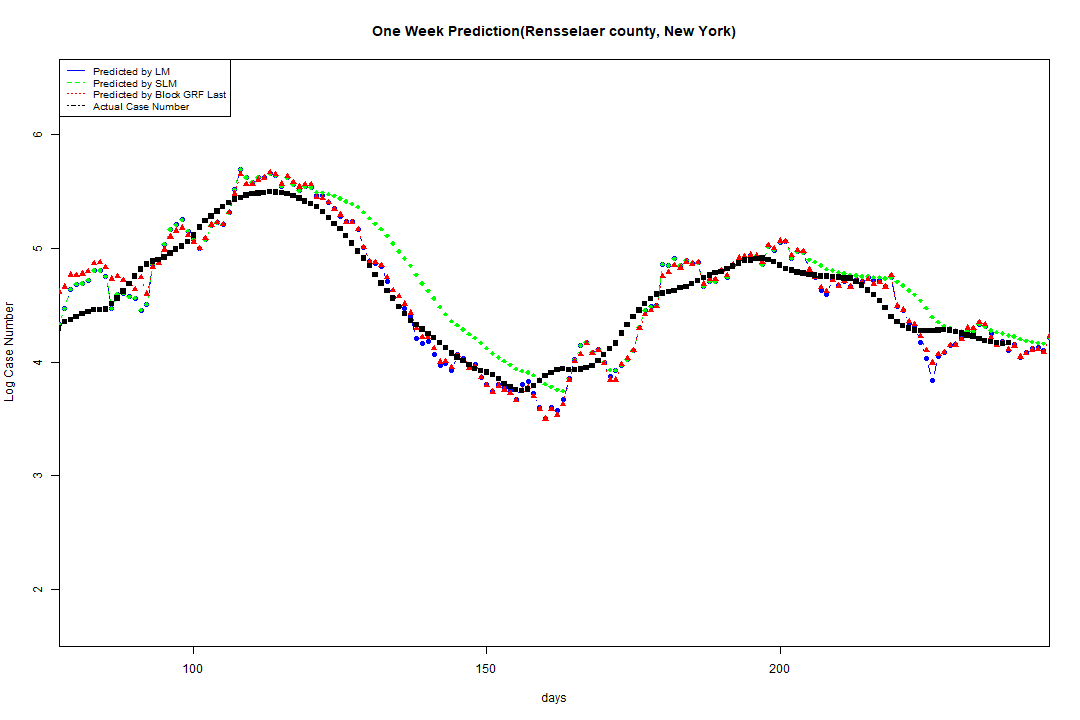 One Week Prediction(Rensselaer county, New York)
Predicted by LM
Predicted by SLM
Predicted by Block GRF Last
Actual Case Number
Log Case Number
6
5
4
3
2
100 150 200
days